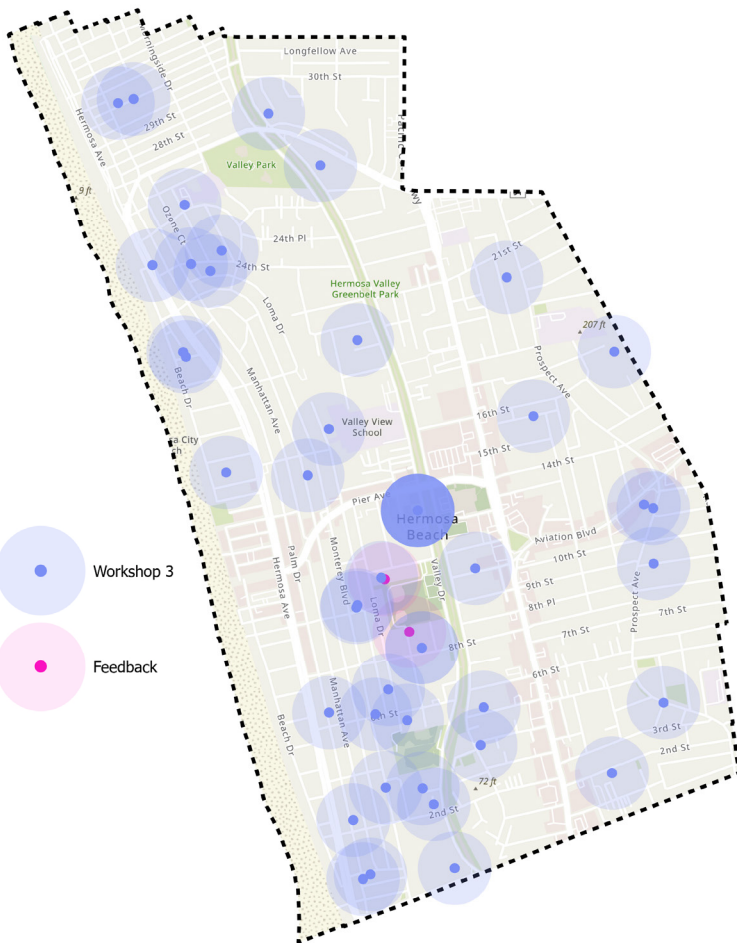 Longfellow Ave
30th St
Morningside Dr
29th St
28th St
Hermosa Ave
Valley Park
9 ft
Ozone Ct
24th Pl
24th St
21st St
Hermosa Valley
Greenbelt Park
Loma Dr
207 ft
Prospect Ave
Beach Dr
Manhattan Ave
16th St
Valley View
School
15th St
14th St
Pier Ave
Hermosa
Beach
Aviation Blvd
10th St
Palm Dr
Monterey Blvd
Hermosa Ave
Valley Dr
9th St
8th Pl
Prospect Ave
Workshop 3
Loma Dr
7th St
7th St
8th St
6th St
Feedback
Manhattan Ave
Beach Dr
3rd St
2nd St
72 ft
2nd St